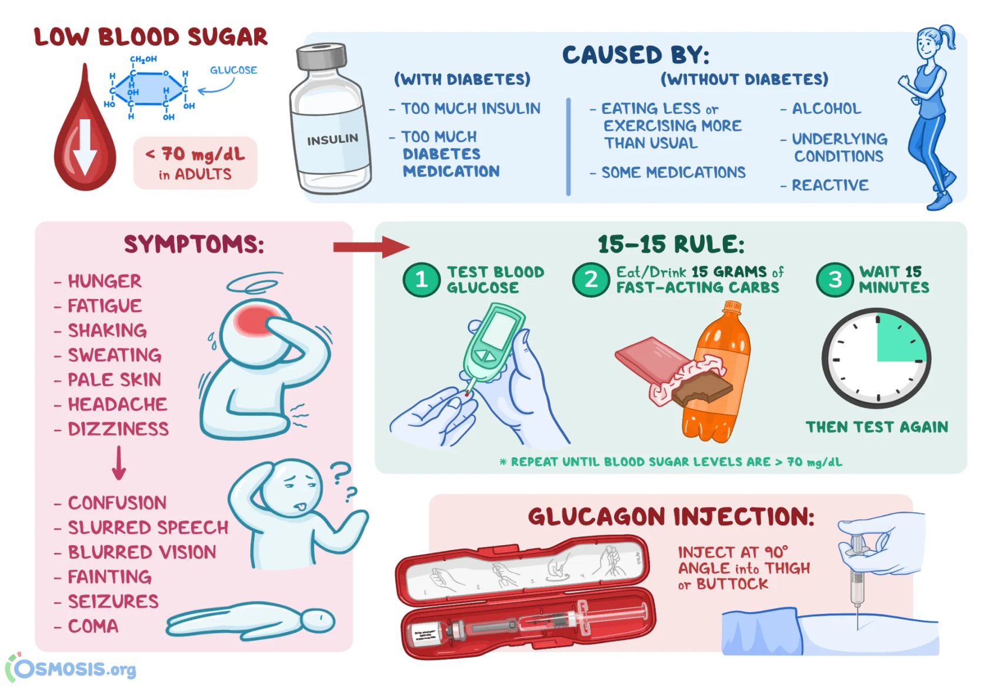 LOW BLOOD SUGAR
CH₂OH
GLUCOSE
H
C
O
H
H
OH
H
C
C
HO
C
C
OH
H
OH
< 70 mg/dL
in ADULTS
INSULIN
CAUSED BY:
(WITH DIABETES)
- TOO MUCH INSULIN
- TOO MUCH
DIABETES
MEDICATION
(WITHOUT DIABETES)
- EATING LESS or
EXERCISING MORE
THAN USUAL
- SOME MEDICATIONS
- ALCOHOL
- UNDERLYING
CONDITIONS
- REACTIVE
SYMPTOMS:
- HUNGER
- FATIGUE
- SHAKING
- SWEATING
- PALE SKIN
- HEADACHE
- DIZZINESS
- CONFUSION
- SLURRED SPEECH
- BLURRED VISION
- FAINTING
- SEIZURES
- COMA
? ?
15-15 RULE:
1 TEST BLOOD
GLUCOSE
2 Eat/Drink 15 GRAMS of
FAST-ACTING CARBS
3 WAIT 15
MINUTES
THEN TEST AGAIN
* REPEAT UNTIL BLOOD SUGAR LEVELS ARE > 70 mg/dL
GLUCAGON INJECTION:
INJECT AT 90°
ANGLE into THIGH
or BUTTOCK
1. 2. 3. 4.
OSMOSIS.org